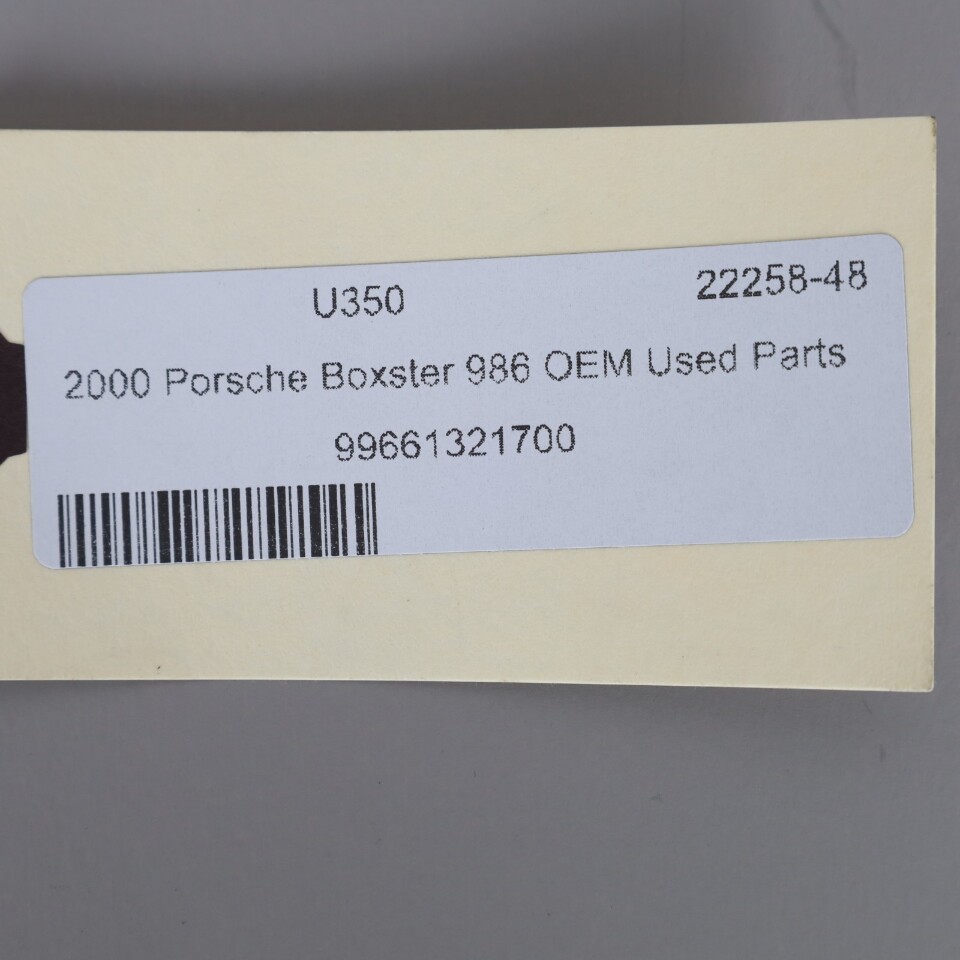 U350 22258-48
2000 Porsche Boxster 986 OEM Used Parts
99661321700